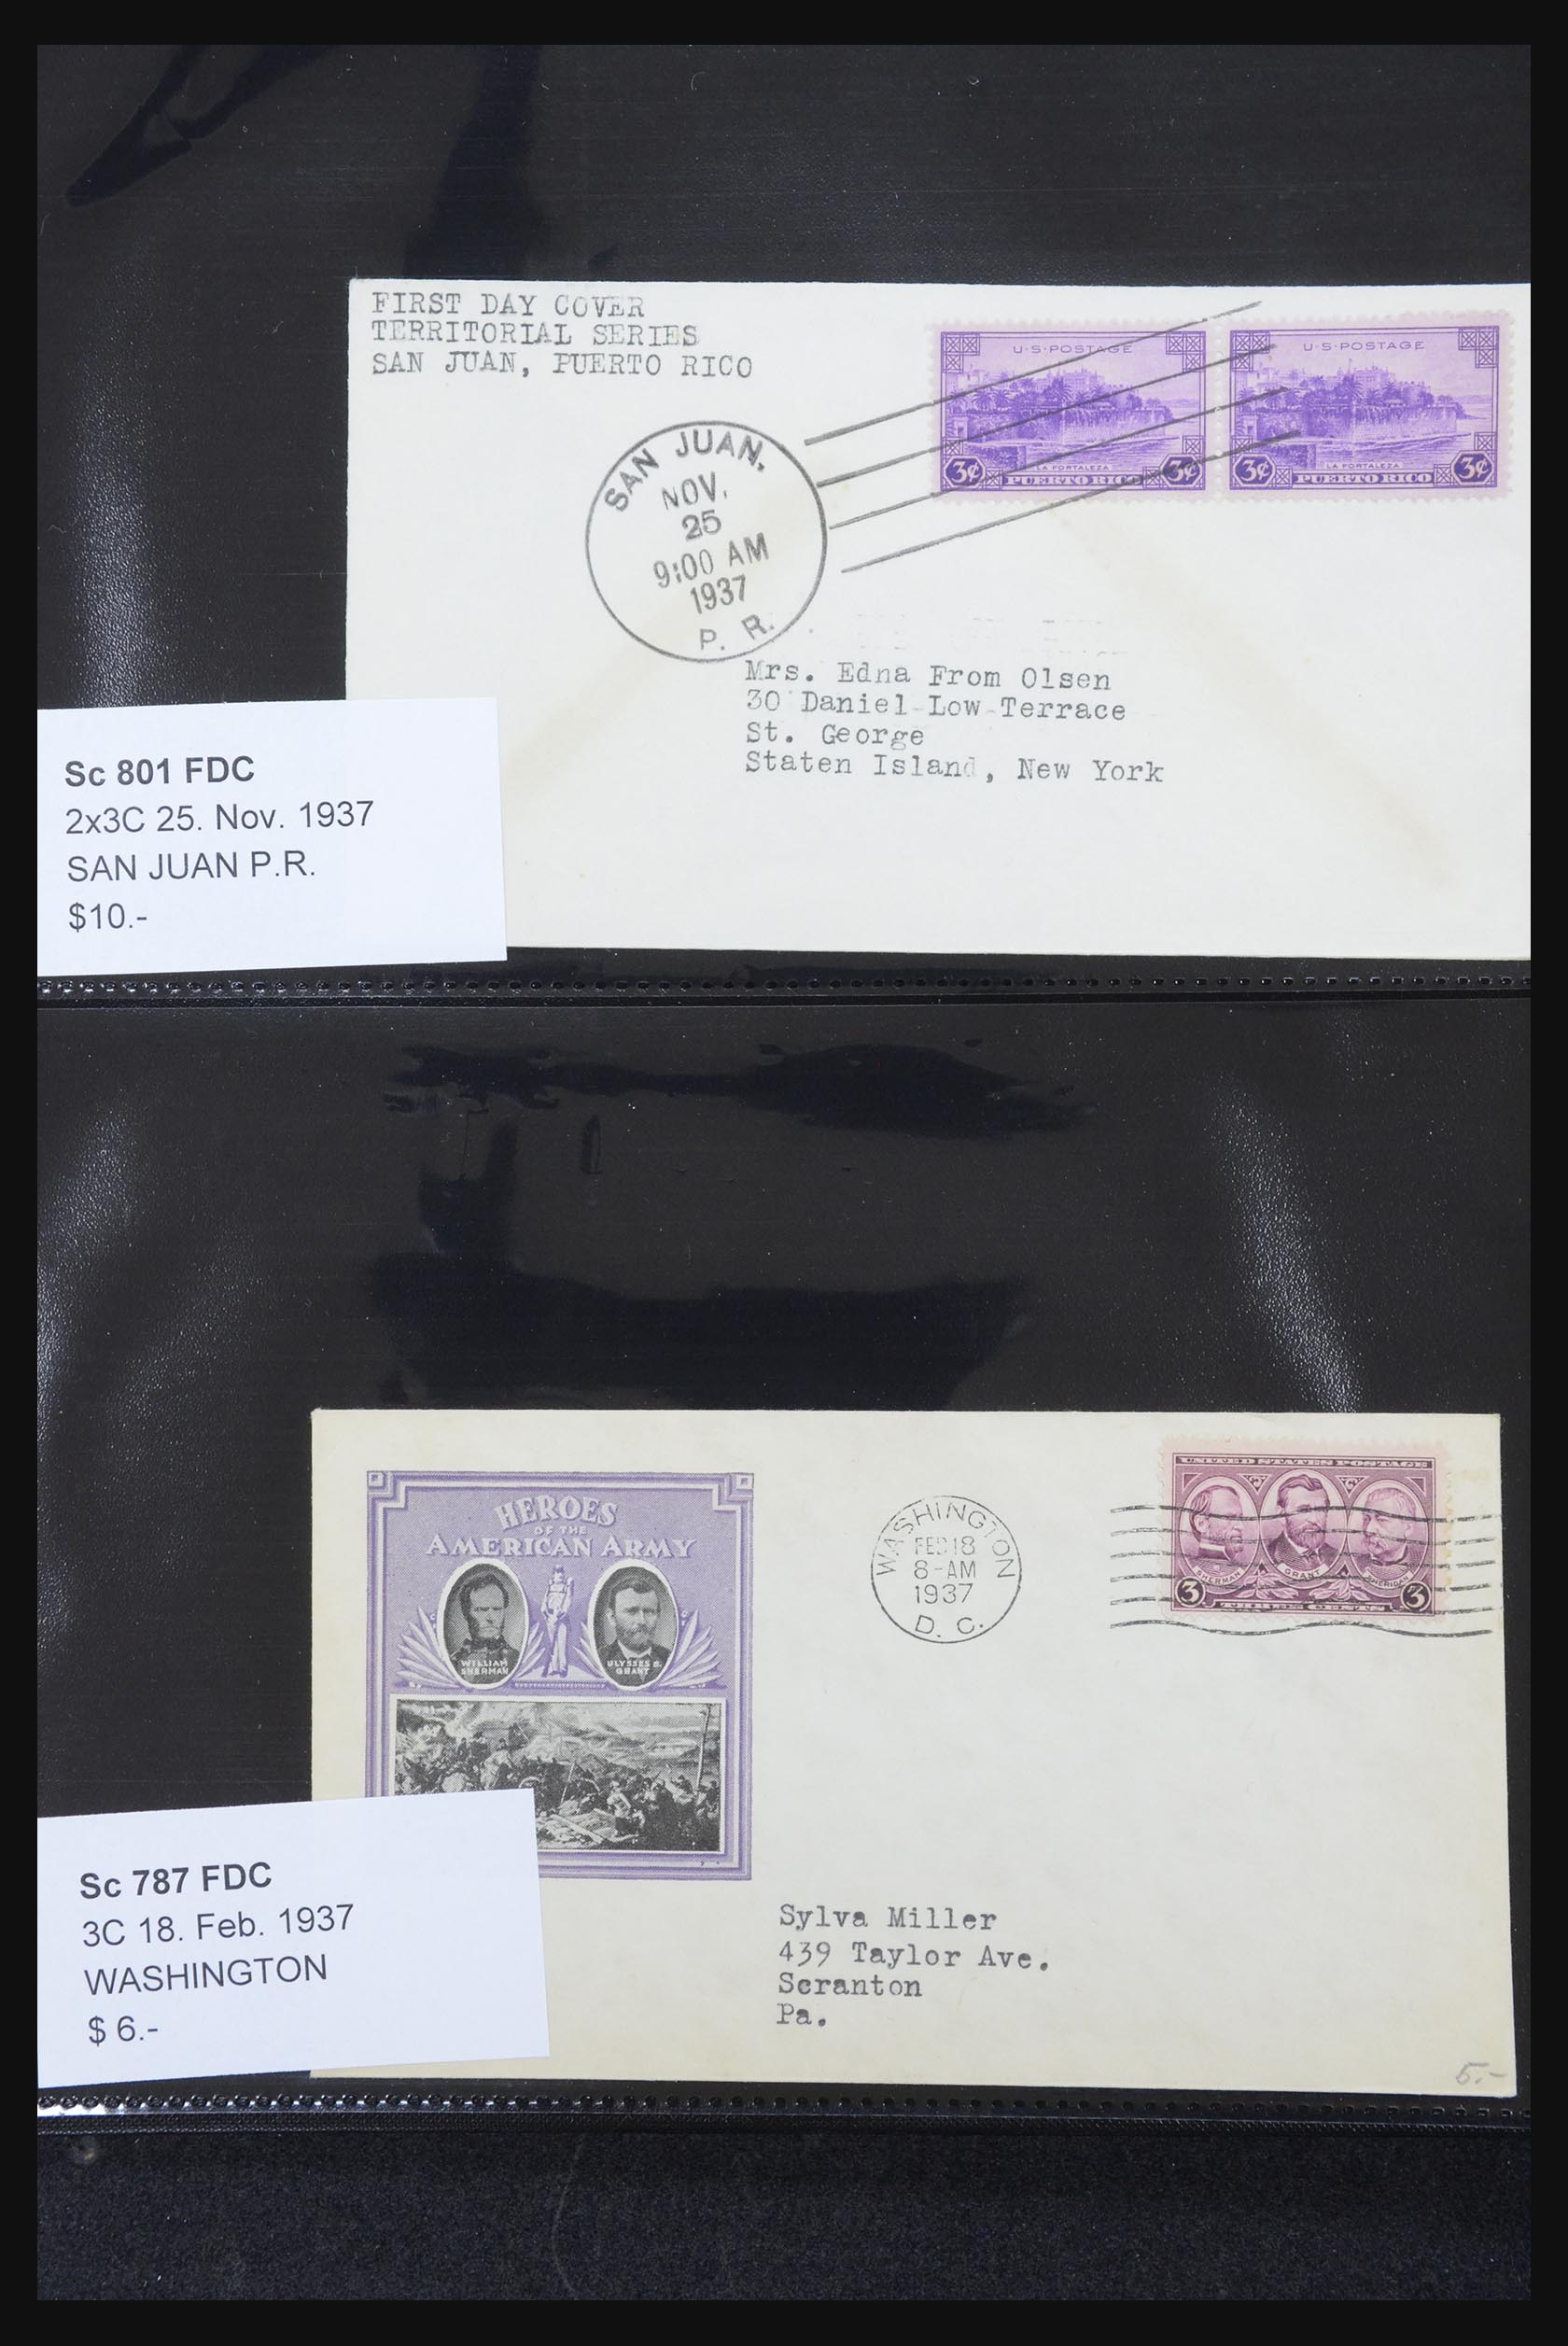 FIRST DAY COVER
TERRITORIAL SERIES
SAN JUAN, PUERTO RICO
U·S·POSTAGE
LA FORTALEZA
3¢ PUERTO RICO 3¢
U·S·POSTAGE
LA FORTALEZA
3¢ PUERTO RICO 3¢
SAN JUAN,
NOV.
25
9:00 AM
1937
P. R.
Mrs. Edna From Olsen
30 Daniel Low Terrace
St. George
Staten Island, New York
Sc 801 FDC
2x3C 25. Nov. 1937
SAN JUAN P.R.
$10.-
HEROES
OF THE
AMERICAN ARMY
WILLIAM
SHERMAN
ULYSSES S.
GRANT
WASHINGTON
FEB 18
8-AM
1937
D. C.
UNITED STATES POSTAGE
SHERMAN
GRANT
SHERIDAN
3 THREE CENTS 3
Sc 787 FDC
3C 18. Feb. 1937
WASHINGTON
$ 6.-
Sylva Miller
439 Taylor Ave.
Scranton
Pa.
5.-